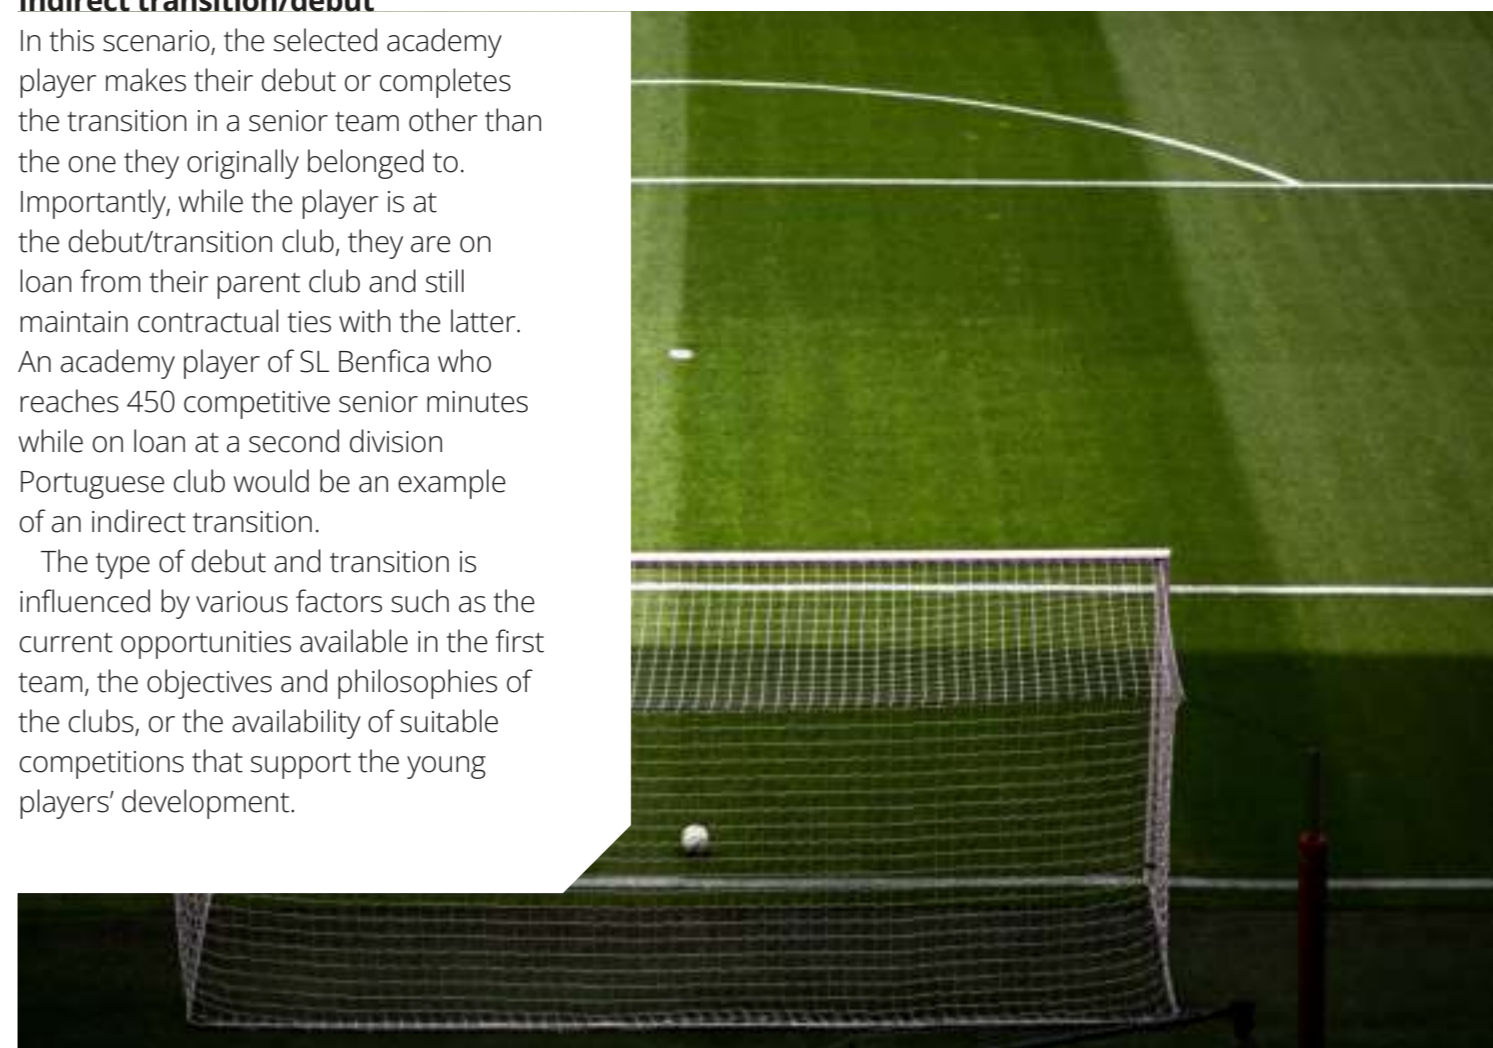 Indirect transition/debut
In this scenario, the selected academy
player makes their debut or completes
the transition in a senior team other than
the one they originally belonged to.
Importantly, while the player is at
the debut/transition club, they are on
loan from their parent club and still
maintain contractual ties with the latter.
An academy player of SL Benfica who
reaches 450 competitive senior minutes
while on loan at a second division
Portuguese club would be an example
of an indirect transition.
The type of debut and transition is
influenced by various factors such as the
current opportunities available in the first
team, the objectives and philosophies of
the clubs, or the availability of suitable
competitions that support the young
players’ development.